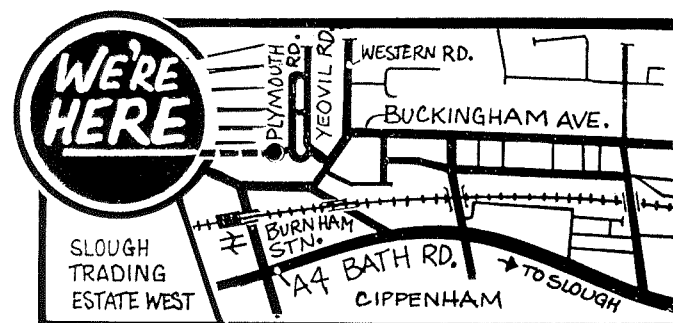 WE'RE
HERE
PLYMOUTH
RD.
YEOVIL RD.
WESTERN RD.
BUCKINGHAM AVE.
BURNHAM
STN.
SLOUGH
TRADING
ESTATE WEST
A4 BATH RD.
CIPPENHAM
TO SLOUGH